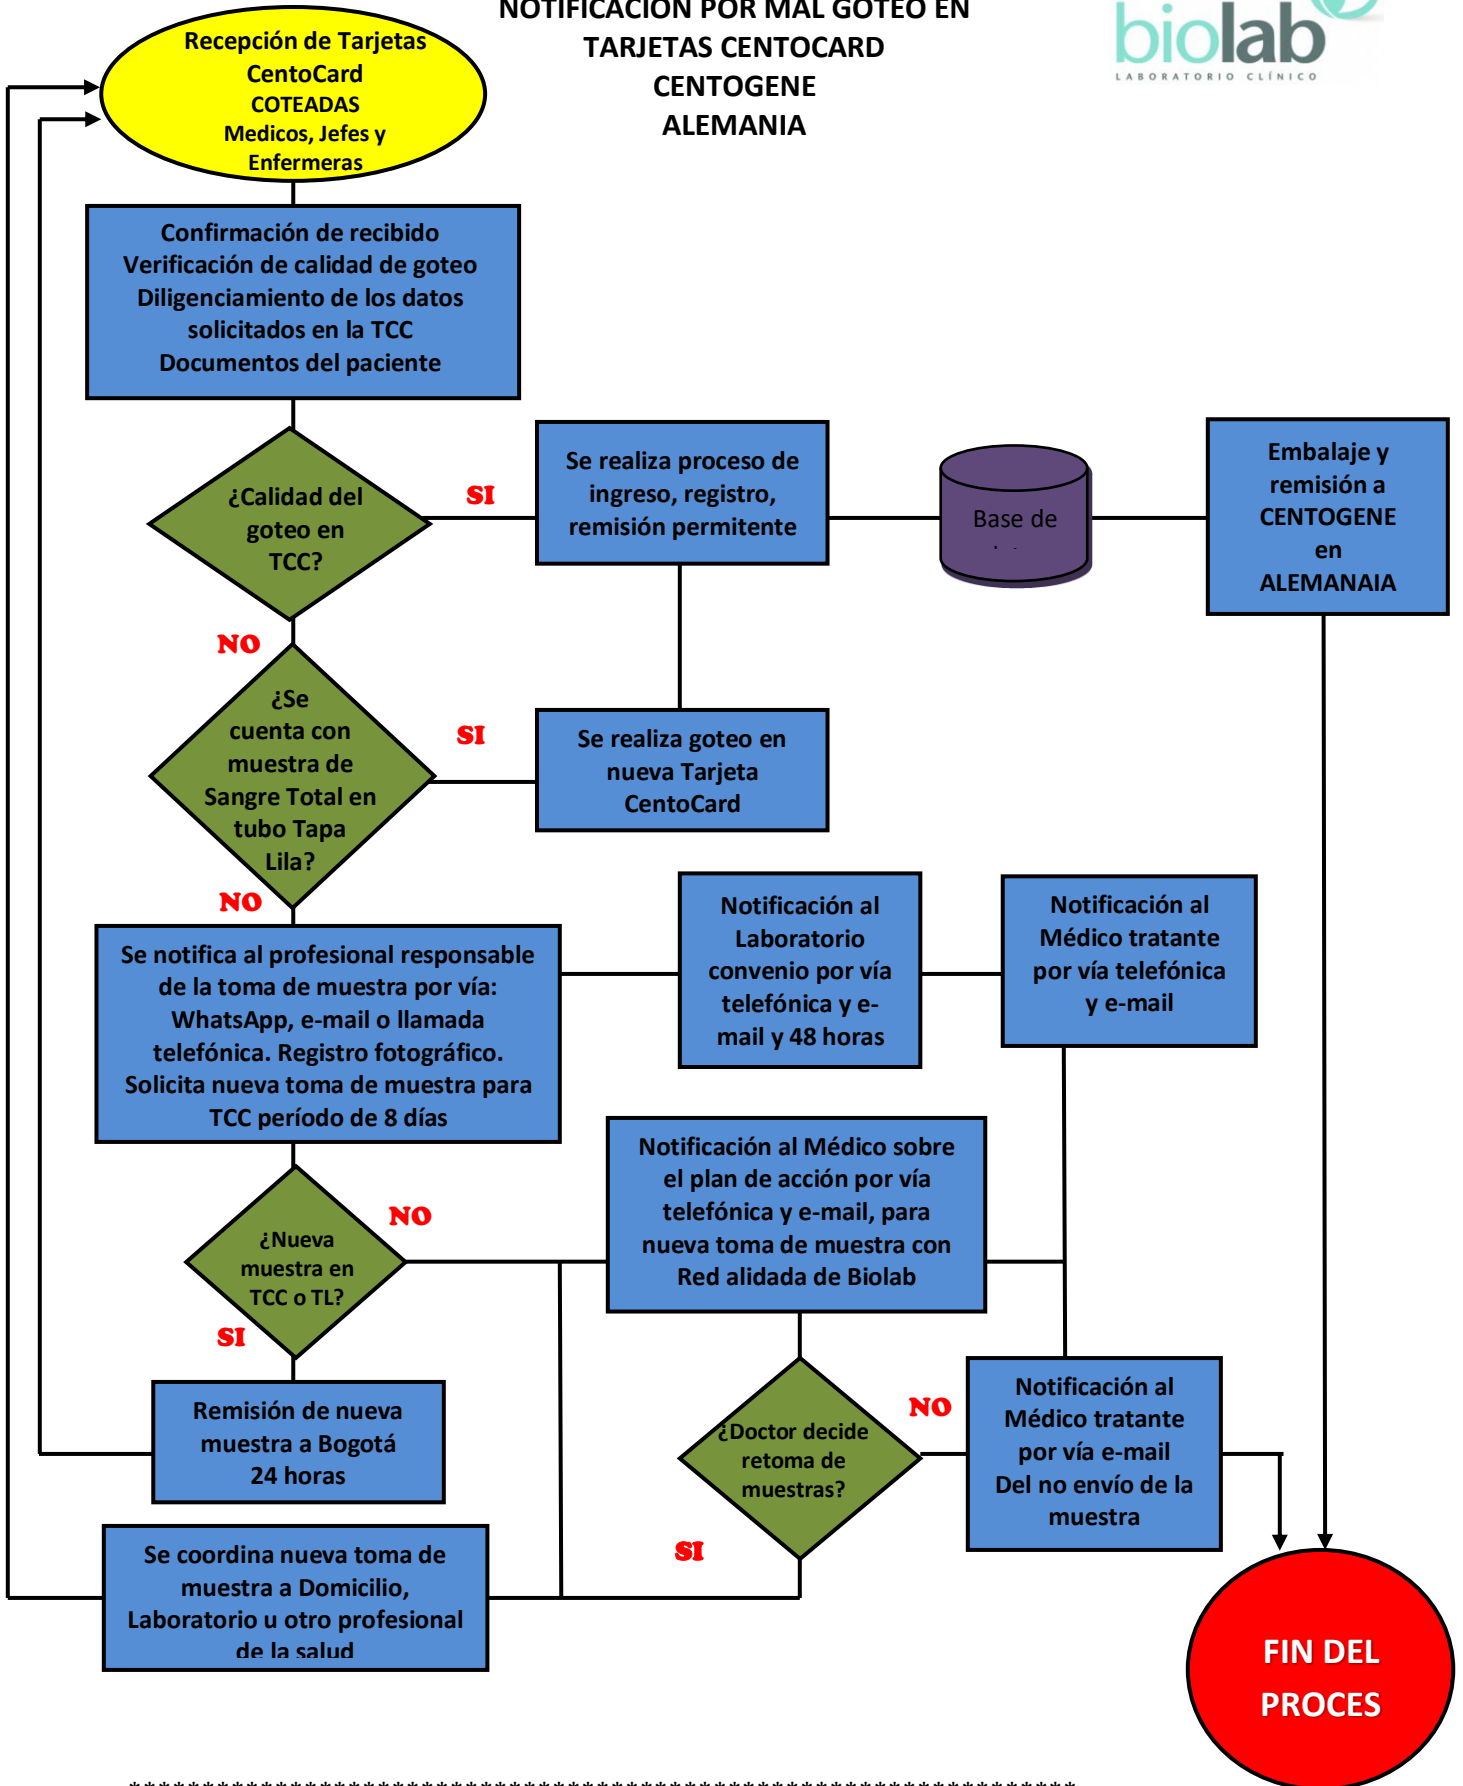 NOTIFICACION POR MAL GOTEO EN
TARJETAS CENTOCARD
CENTOGENE
ALEMANIA
biolab
LABORATORIO CLÍNICO
Recepción de Tarjetas
CentoCard
COTEADAS
Medicos, Jefes y
Enfermeras
Confirmación de recibido
Verificación de calidad de goteo
Diligenciamiento de los datos
solicitados en la TCC
Documentos del paciente
¿Calidad del
goteo en
TCC?
SI
Se realiza proceso de
ingreso, registro,
remisión permitente
Base de
Embalaje y
remisión a
CENTOGENE
en
ALEMANAIA
NO
¿Se
cuenta con
muestra de
Sangre Total en
tubo Tapa
Lila?
SI
Se realiza goteo en
nueva Tarjeta
CentoCard
NO
Se notifica al profesional responsable
de la toma de muestra por vía:
WhatsApp, e-mail o llamada
telefónica. Registro fotográfico.
Solicita nueva toma de muestra para
TCC período de 8 días
Notificación al
Laboratorio
convenio por vía
telefónica y e-
mail y 48 horas
Notificación al
Médico tratante
por vía telefónica
y e-mail
¿Nueva
muestra en
TCC o TL?
NO
Notificación al Médico sobre
el plan de acción por vía
telefónica y e-mail, para
nueva toma de muestra con
Red alidada de Biolab
SI
Remisión de nueva
muestra a Bogotá
24 horas
¿Doctor decide
retoma de
muestras?
NO
Notificación al
Médico tratante
por vía e-mail
Del no envío de la
muestra
SI
Se coordina nueva toma de
muestra a Domicilio,
Laboratorio u otro profesional
de la salud
FIN DEL
PROCES